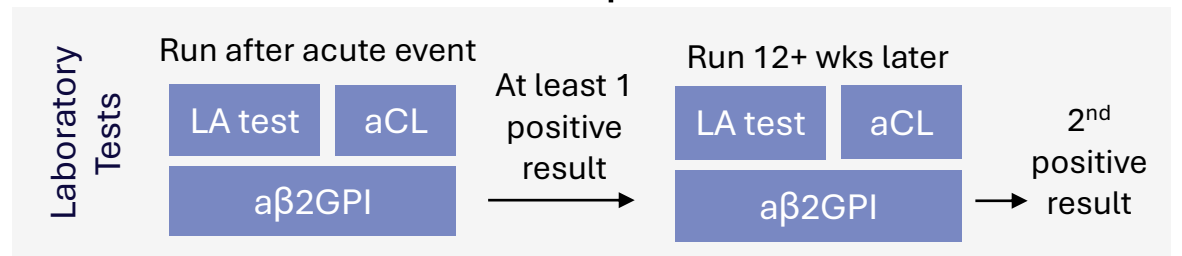 Laboratory
Tests
Run after acute event
LA test
aCL
aβ2GPI
At least 1
positive
result
Run 12+ wks later
LA test
aCL
aβ2GPI
2nd
positive
result